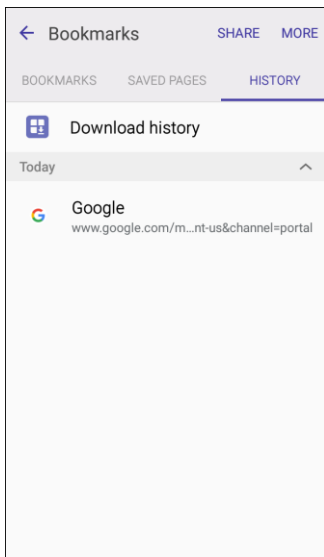 Bookmarks SHARE MORE
BOOKMARKS SAVED PAGES HISTORY
Download history
Today
Google
www.google.com/m...nt-us&channel=portal